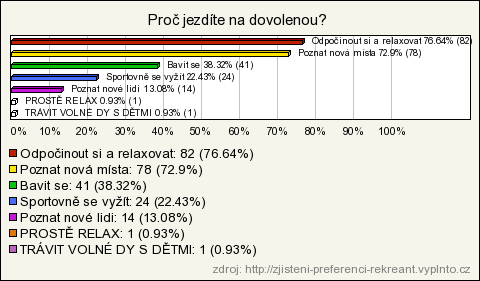 Proč jezdíte na dovolenou?
Odpočinout si a relaxovat 76.64% (82)
Poznat nová místa 72.9% (78)
Bavit se 38.32% (41)
Sportovně se vyžít 22.43% (24)
Poznat nové lidi 13.08% (14)
PROSTĚ RELAX 0.93% (1)
TRÁVIT VOLNÉ DY S DĚTMI 0.93% (1)
0% 10% 20% 30% 40% 50% 60% 70% 80% 90% 100%
Odpočinout si a relaxovat: 82 (76.64%)
Poznat nová místa: 78 (72.9%)
Bavit se: 41 (38.32%)
Sportovně se vyžít: 24 (22.43%)
Poznat nové lidi: 14 (13.08%)
PROSTĚ RELAX: 1 (0.93%)
TRÁVIT VOLNÉ DY S DĚTMI: 1 (0.93%)
zdroj: http://zjisteni-preferenci-rekreant.vyplnto.cz